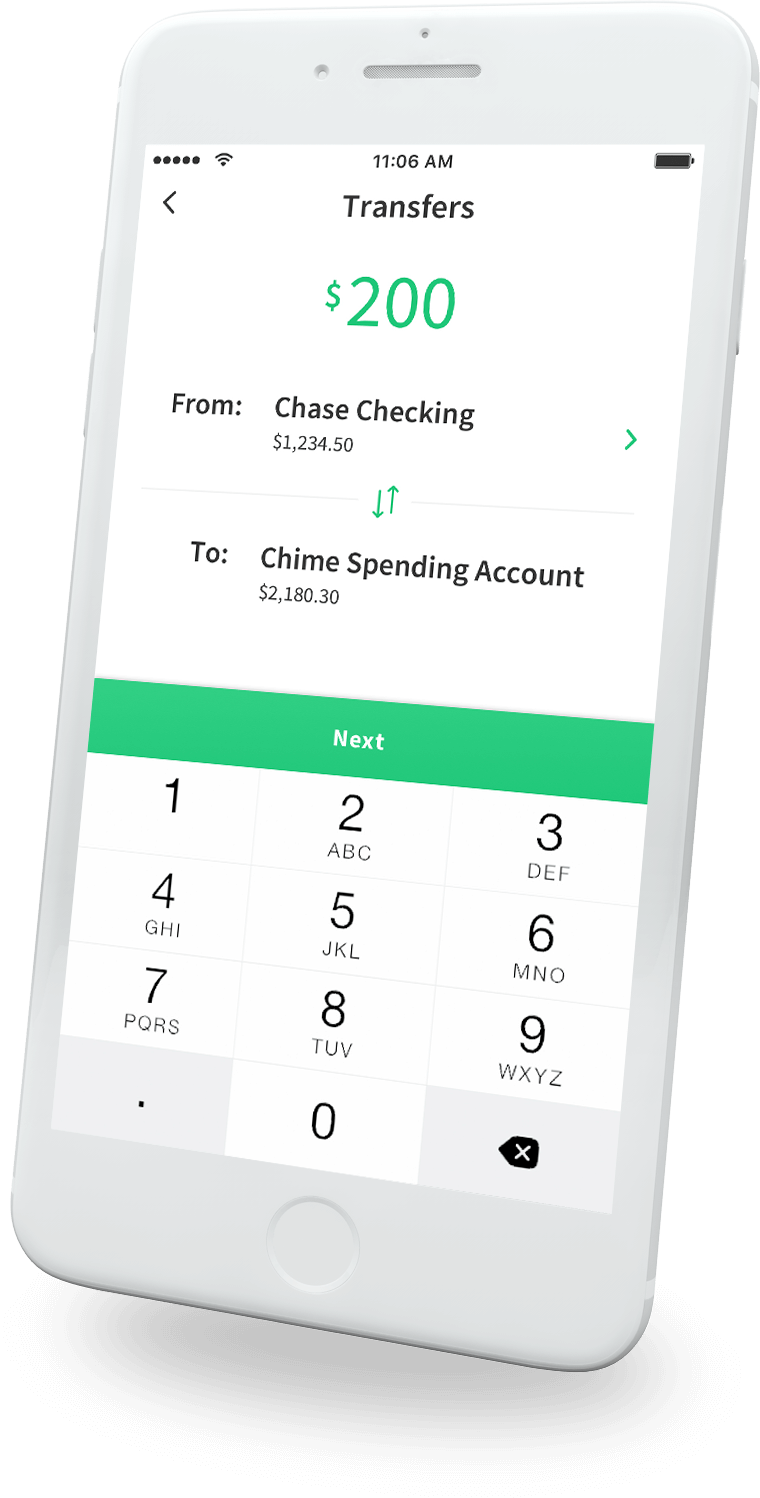 11:06 AM
Transfers
$200
From: Chase Checking
$1,234.50
To: Chime Spending Account
$2,180.30
Next
1 2 3
ABC DEF
4 5 6
GHI JKL MNO
7 8 9
PQRS TUV WXYZ
. 0